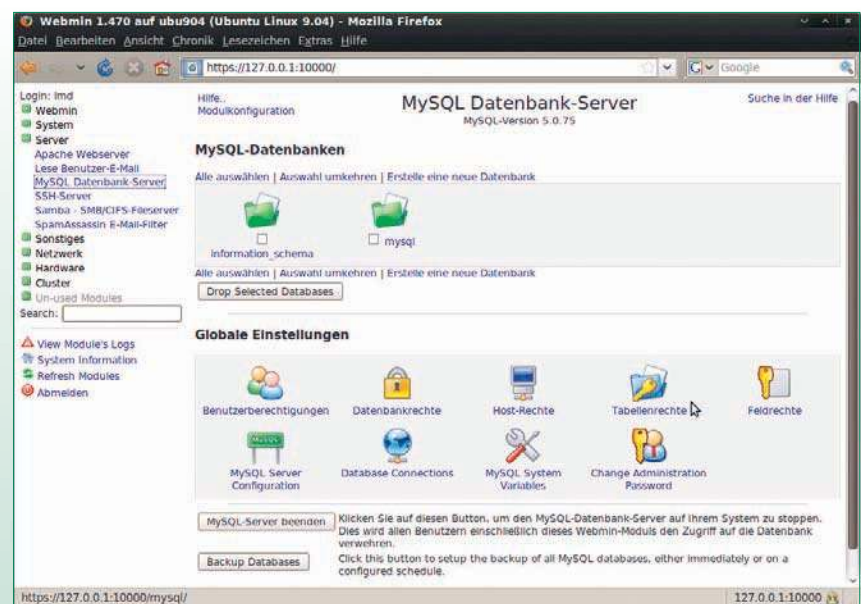 Webmin 1.470 auf ubu904 (Ubuntu Linux 9.04) - Mozilla Firefox
Datei Bearbeiten Ansicht Chronik Lesezeichen Extras Hilfe
https://127.0.0.1:10000/
Google
Login: lmd
Webmin
System
Server
Apache Webserver
Lese Benutzer-E-Mail
MySQL Datenbank-Server
SSH-Server
Samba - SMB/CIFS-Fileserver
SpamAssassin E-Mail-Filter
Sonstiges
Netzwerk
Hardware
Cluster
Un-used Modules
Search:
View Module's Logs
System Information
Refresh Modules
Abmelden
Hilfe..
Modulkonfiguration
MySQL Datenbank-Server
MySQL-Version 5.0.75
Suche in der Hilfe
MySQL-Datenbanken
Alle auswählen | Auswahl umkehren | Erstelle eine neue Datenbank
information_schema
mysql
Alle auswählen | Auswahl umkehren | Erstelle eine neue Datenbank
Drop Selected Databases
Globale Einstellungen
Benutzerberechtigungen
Datenbankrechte
Host-Rechte
Tabellenrechte
Feldrechte
MySQL
MySQL Server
Configuration
Database Connections
MySQL System
Variables
Change Administration
Password
MySQL-Server beenden
Klicken Sie auf diesen Button, um den MySQL-Datenbank-Server auf Ihrem System zu stoppen.
Dies wird allen Benutzern einschließlich dieses Webmin-Moduls den Zugriff auf die Datenbank
verwehren.
Backup Databases
Click this button to setup the backup of all MySQL databases, either immediately or on a
configured schedule.
https://127.0.0.1:10000/mysql/
127.0.0.1:10000